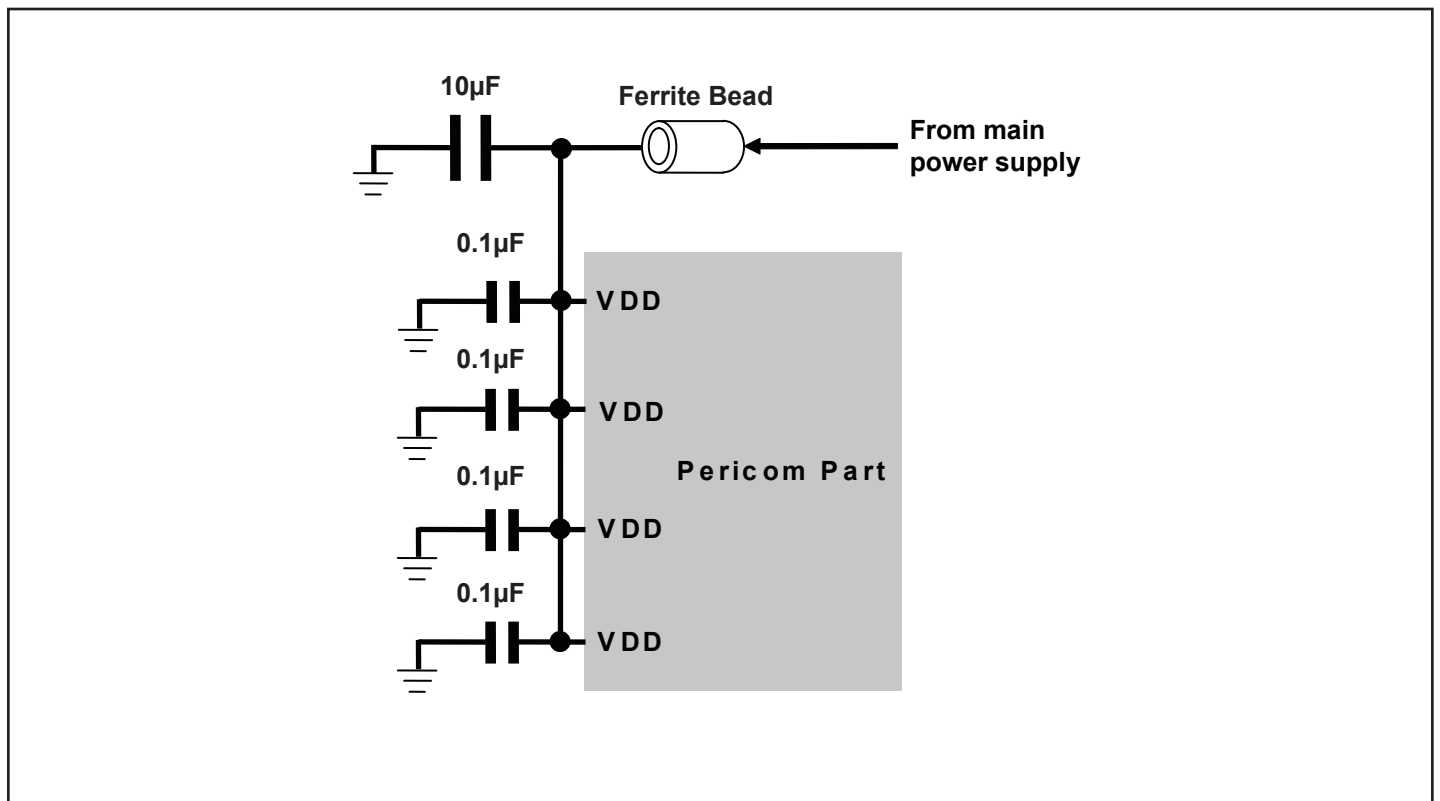 10µF
Ferrite Bead
From main
power supply
0.1µF
VDD
0.1µF
VDD
Pericom Part
0.1µF
VDD
0.1µF
VDD